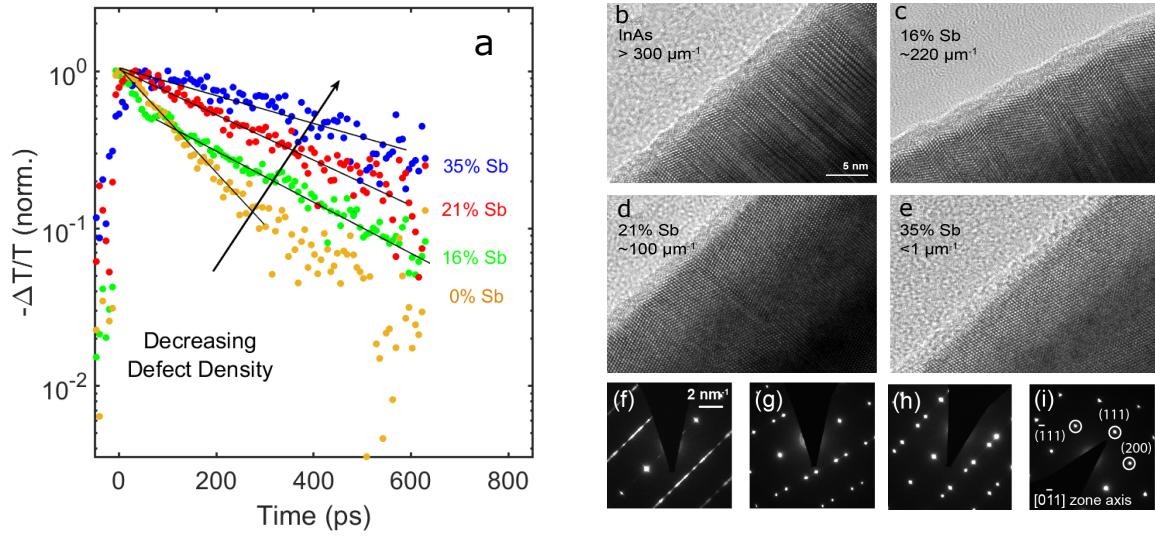 a
-ΔT/T (norm.)
10⁰
10⁻¹
10⁻²
35% Sb
21% Sb
16% Sb
0% Sb
Decreasing
Defect Density
0
200
400
600
800
Time (ps)
b
InAs
> 300 µm⁻¹
5 nm
c
16% Sb
~220 µm⁻¹
d
21% Sb
~100 µm⁻¹
e
35% Sb
<1 µm⁻¹
(f)
2 nm⁻¹
(g)
(h)
(i)
(1̄11)
(111)
(200)
[01̄1] zone axis